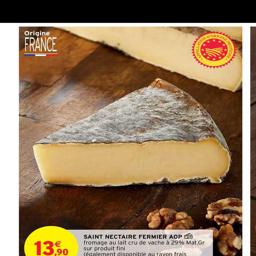 Origine
FRANCE
SAINT NECTAIRE FERMIER AOP
fromage au lait cru de vache à 29% Mat.Gr
sur produit fini
(également disponible au rayon frais
13€,90